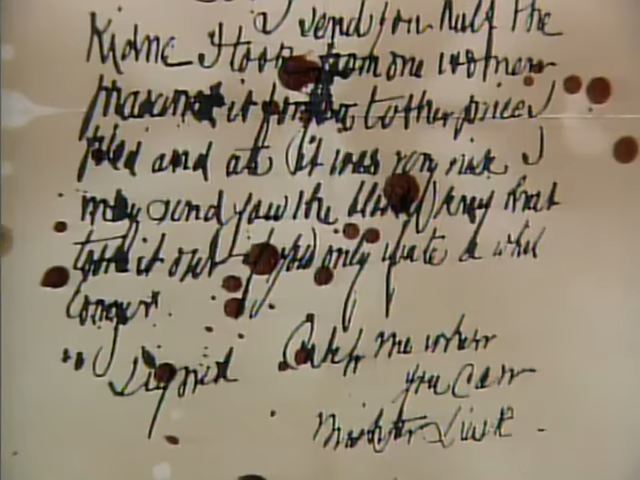 I send you half the
Kidne I took from one women
prasarved it for you tother piece I
fried and ate it was very nise I
may send you the bloody knif that
took it out if you only wate a whil
longer.
Signed Catch me when
you can
Mishter Lusk.